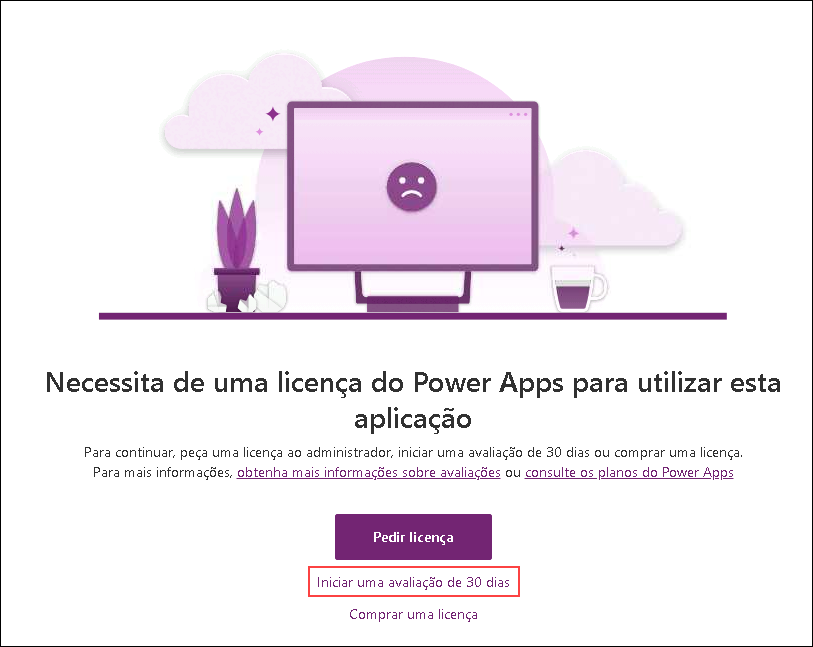 Necessita de uma licença do Power Apps para utilizar esta
aplicação
Para continuar, peça uma licença ao administrador, iniciar uma avaliação de 30 dias ou comprar uma licença.
Para mais informações, obtenha mais informações sobre avaliações ou consulte os planos do Power Apps
Pedir licença
Iniciar uma avaliação de 30 dias
Comprar uma licença